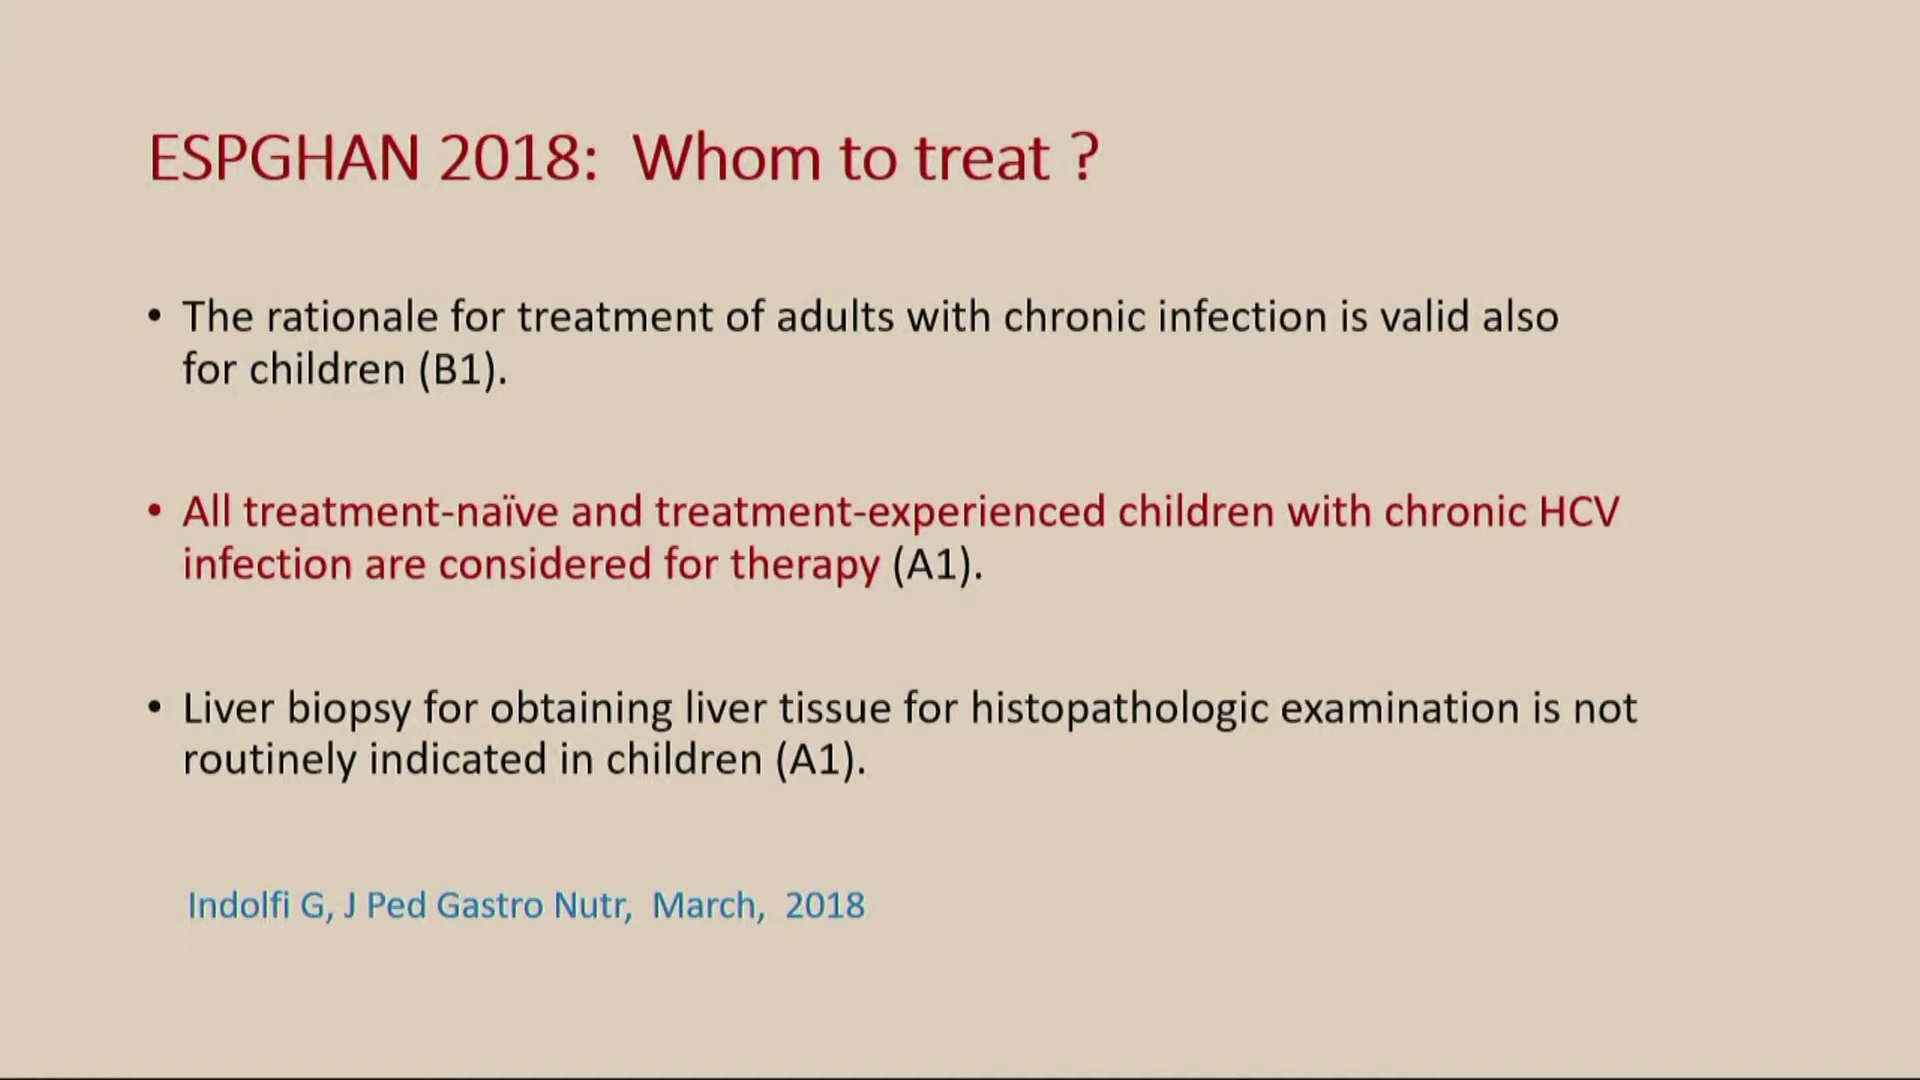 ESPGHAN 2018:  Whom to treat ?
• The rationale for treatment of adults with chronic infection is valid also
for children (B1).
• All treatment-naïve and treatment-experienced children with chronic HCV
infection are considered for therapy (A1).
• Liver biopsy for obtaining liver tissue for histopathologic examination is not
routinely indicated in children (A1).
Indolfi G, J Ped Gastro Nutr,  March,  2018